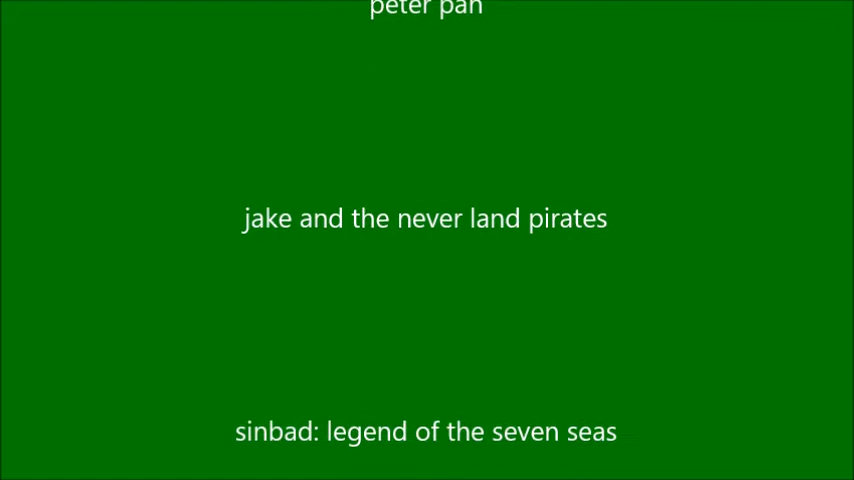 peter pan
jake and the never land pirates
sinbad: legend of the seven seas